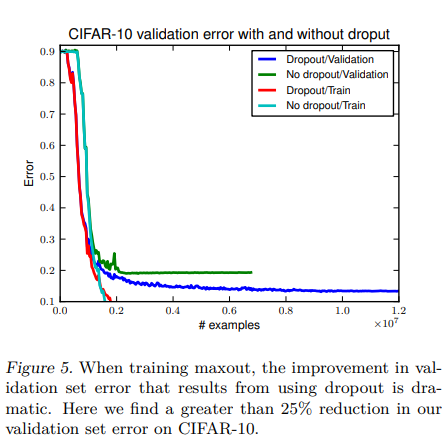 CIFAR-10 validation error with and without droput
Dropout/Validation
No dropout/Validation
Dropout/Train
No dropout/Train
Error
0.9
0.8
0.7
0.6
0.5
0.4
0.3
0.2
0.1
0.0 0.2 0.4 0.6 0.8 1.0 1.2
# examples ×10⁷
Figure 5. When training maxout, the improvement in val-
idation set error that results from using dropout is dra-
matic. Here we find a greater than 25% reduction in our
validation set error on CIFAR-10.